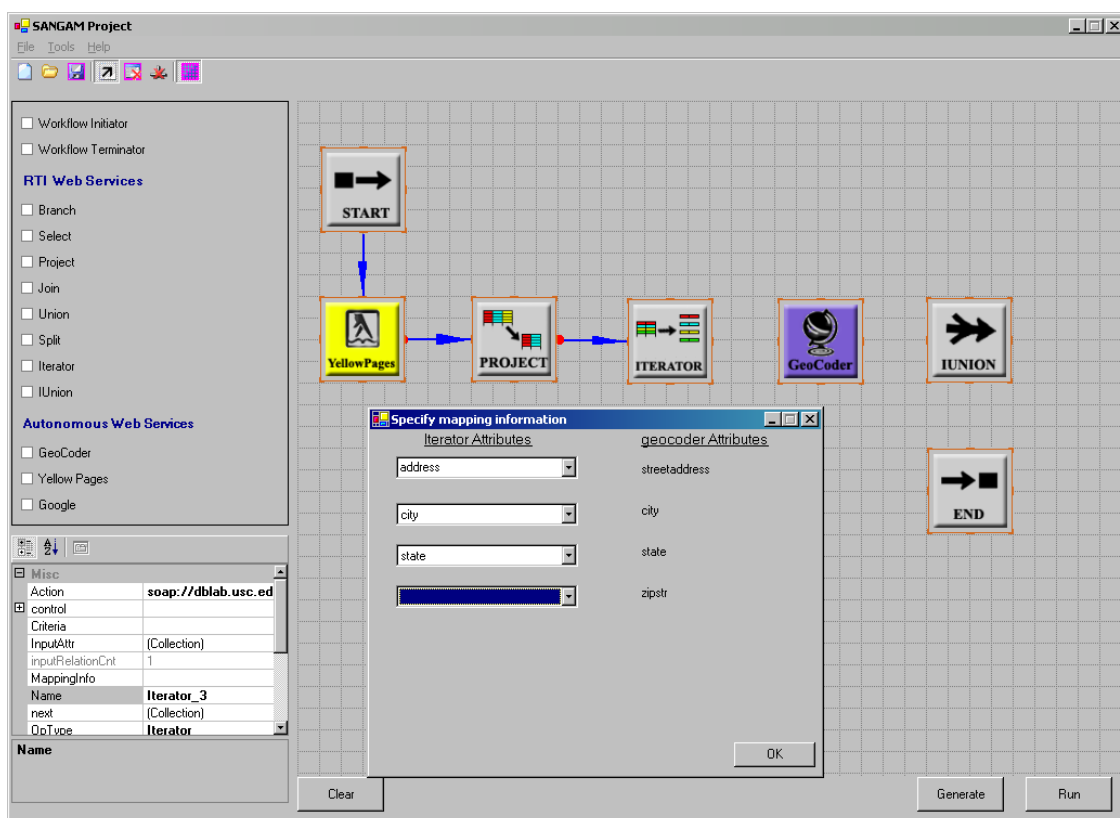 SANGAM Project
File Tools Help
Workflow Initiator
Workflow Terminator
RTI Web Services
Branch
Select
Project
Join
Union
Split
Iterator
IUnion
Autonomous Web Services
GeoCoder
Yellow Pages
Google
Misc
Action soap://dblab.usc.ed
control
Criteria
InputAttr (Collection)
inputRelationCnt 1
MappingInfo
Name Iterator_3
next (Collection)
OpType Iterator
Name
START
YellowPages
PROJECT
ITERATOR
GeoCoder
IUNION
END
Specify mapping information
Iterator Attributes geocoder Attributes
address streetaddress
city city
state state
zipstr
OK
Clear
Generate
Run